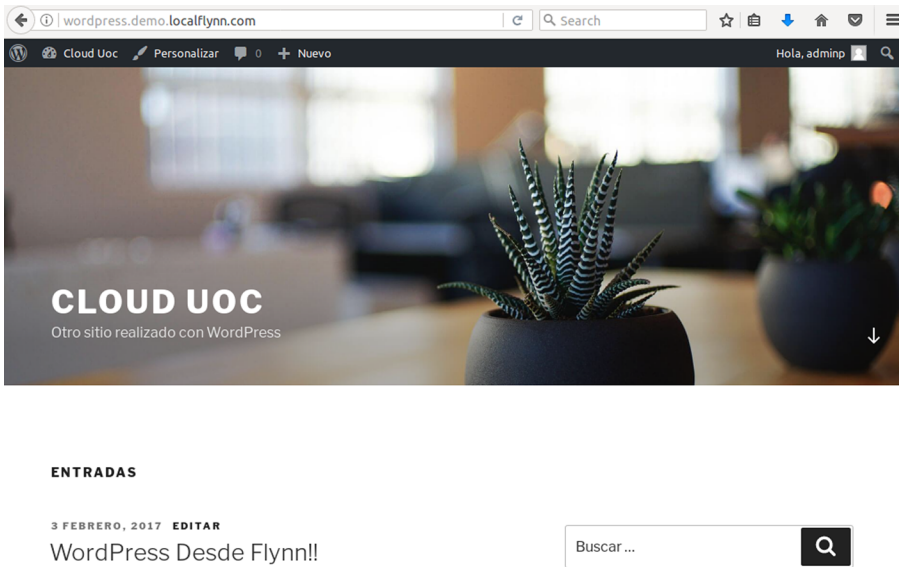 wordpress.demo.localflynn.com
Search
Cloud Uoc
Personalizar
0
Nuevo
Hola, adminp
CLOUD UOC
Otro sitio realizado con WordPress
ENTRADAS
3 FEBRERO, 2017 EDITAR
WordPress Desde Flynn!!
Buscar ...